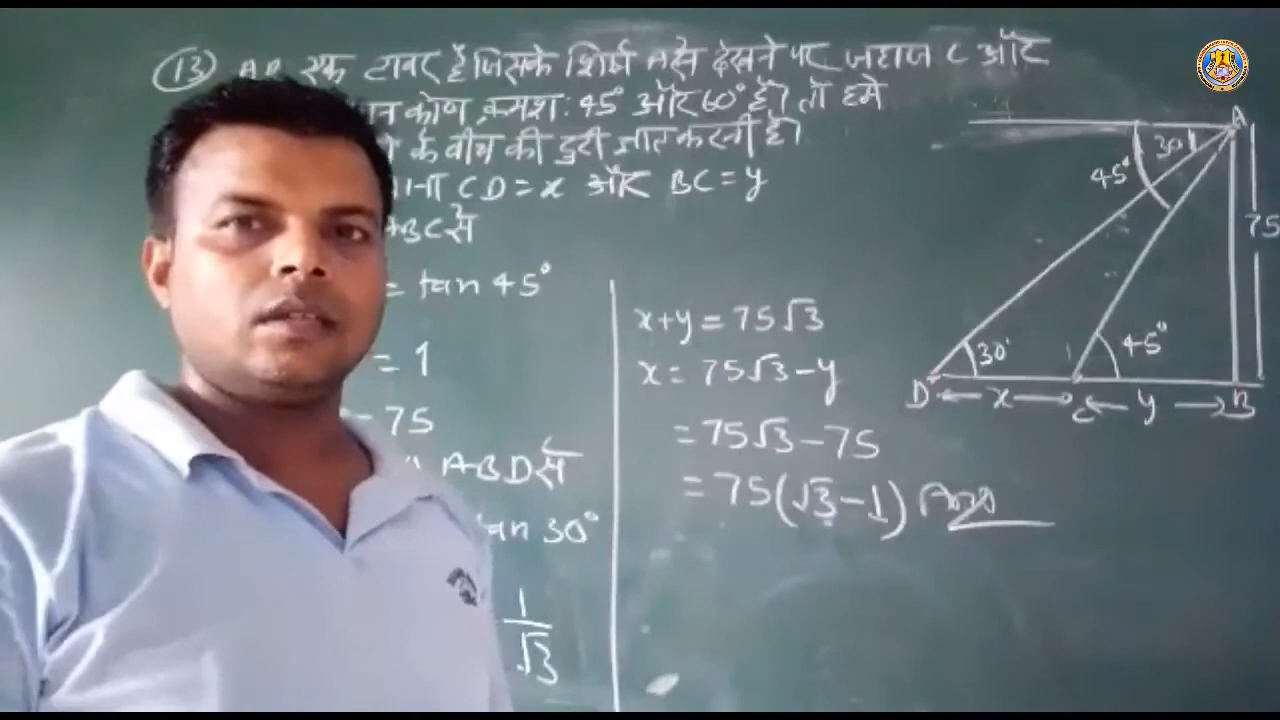 (13) AB एक टावर है जिसके शिर्ष A से देखने पर जहाज C और
कोण क्रमश: 45° और 60° है। तो हमे
के बीच की दुरी ज्ञात करनी है।
माना CD = x और BC = y
ABC से
= tan 45°
= 1
= 75
ABD से
tan 30°
1/√3
x+y = 75√3
x = 75√3 - y
= 75√3 - 75
= 75(√3 - 1) Ans
A
30°
45°
75
30°
45°
D x C y B